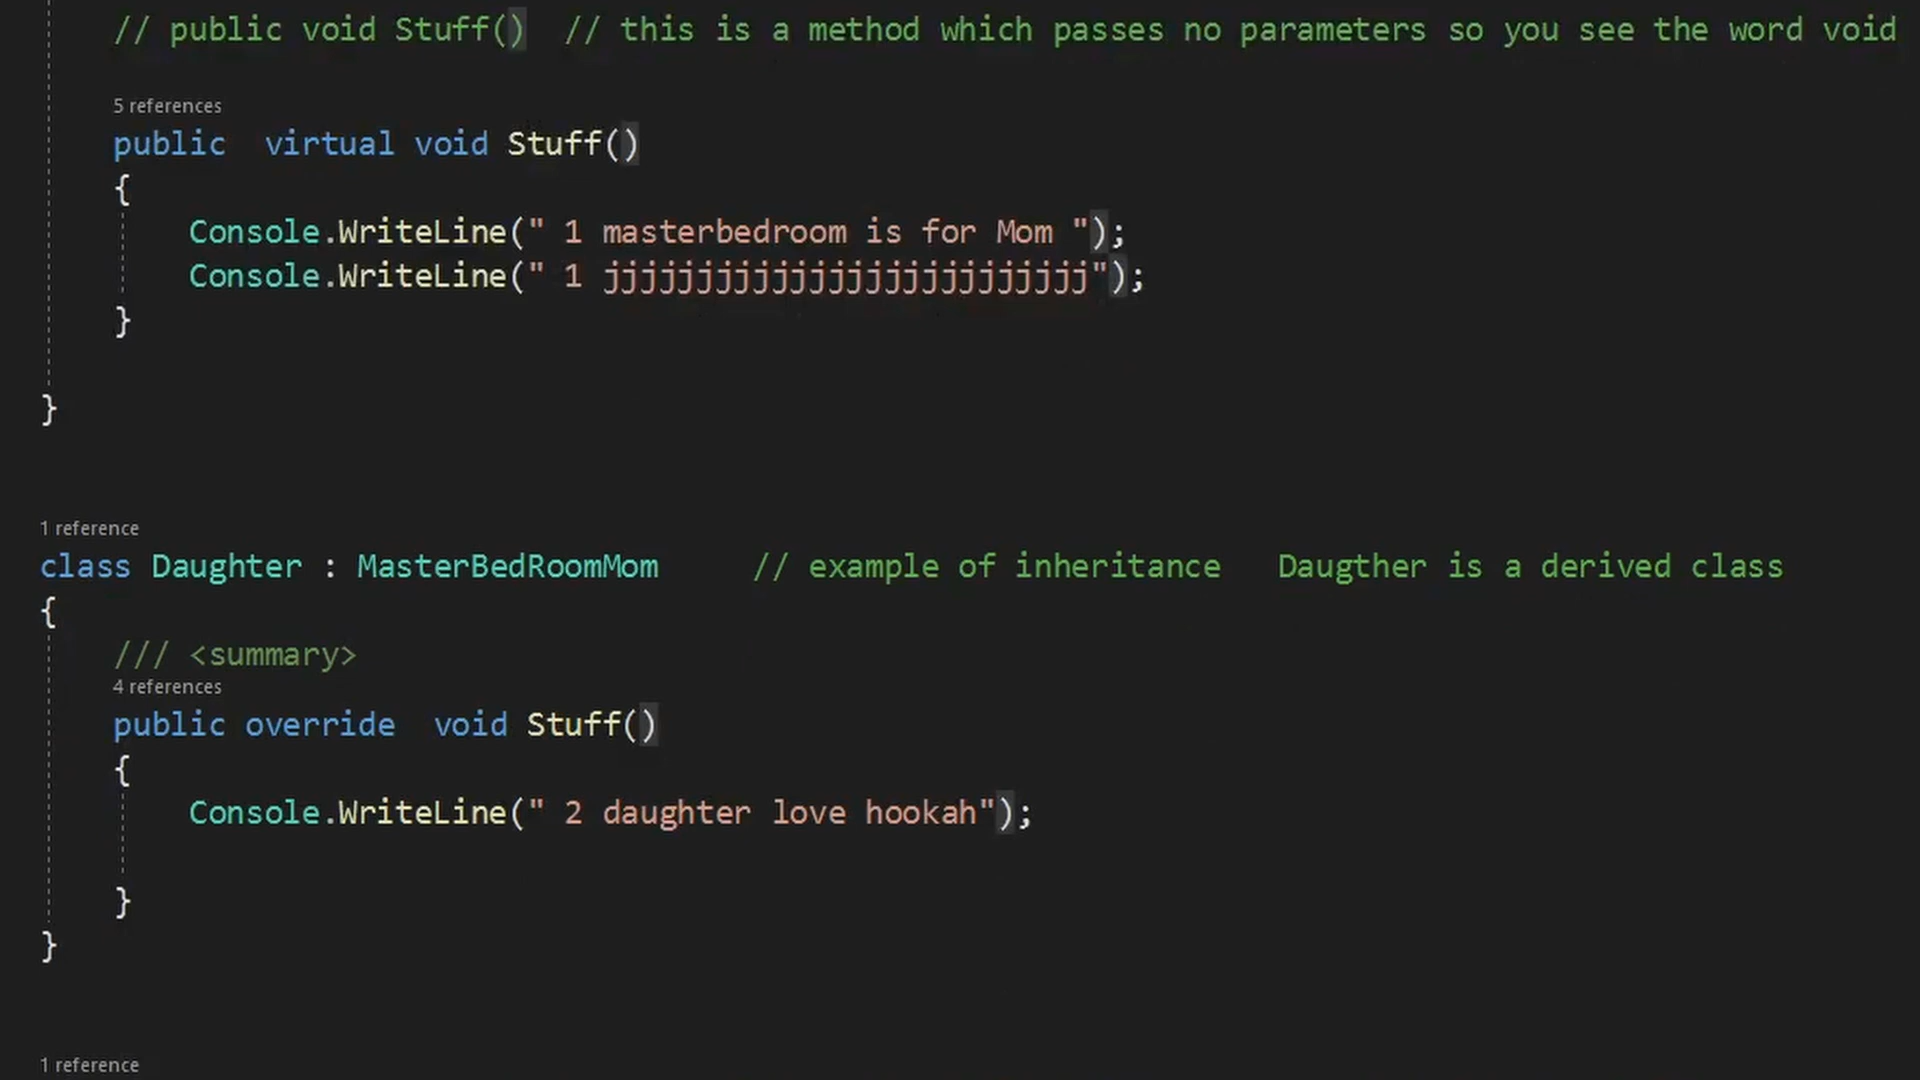 // public void Stuff()  // this is a method which passes no parameters so you see the word void
5 references
public  virtual void Stuff()
{
Console.WriteLine(" 1 masterbedroom is for Mom ");
Console.WriteLine(" 1 jjjjjjjjjjjjjjjjjjjjjjjjjj");
}
}
1 reference
class Daughter : MasterBedRoomMom     // example of inheritance   Daugther is a derived class
{
/// <summary>
4 references
public override  void Stuff()
{
Console.WriteLine(" 2 daughter love hookah");
}
}
1 reference